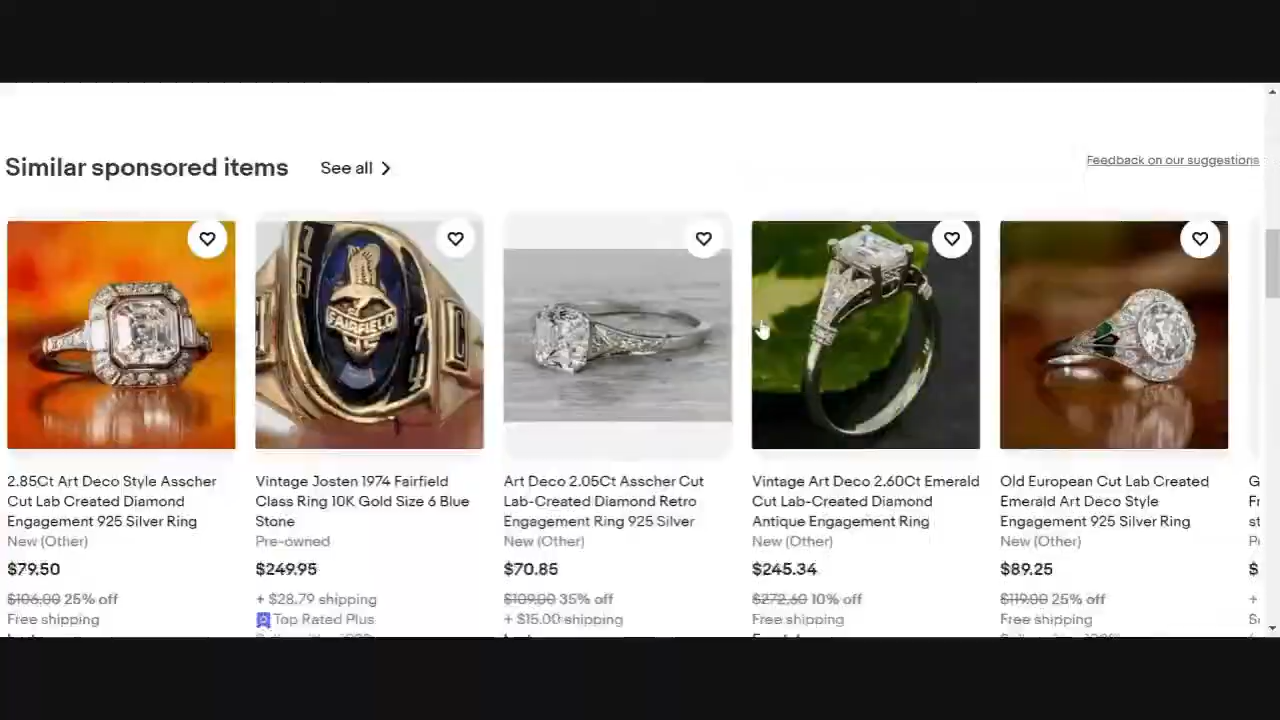 Similar sponsored items
See all
Feedback on our suggestions
FAIRFIELD
2.85Ct Art Deco Style Asscher
Cut Lab Created Diamond
Engagement 925 Silver Ring
New (Other)
$79.50
$106.00 25% off
Free shipping
Vintage Josten 1974 Fairfield
Class Ring 10K Gold Size 6 Blue
Stone
Pre-owned
$249.95
+ $28.79 shipping
Top Rated Plus
Art Deco 2.05Ct Asscher Cut
Lab-Created Diamond Retro
Engagement Ring 925 Silver
New (Other)
$70.85
$109.00 35% off
+ $15.00 shipping
Vintage Art Deco 2.60Ct Emerald
Cut Lab-Created Diamond
Antique Engagement Ring
New (Other)
$245.34
$272.60 10% off
Free shipping
Old European Cut Lab Created
Emerald Art Deco Style
Engagement 925 Silver Ring
New (Other)
$89.25
$119.00 25% off
Free shipping